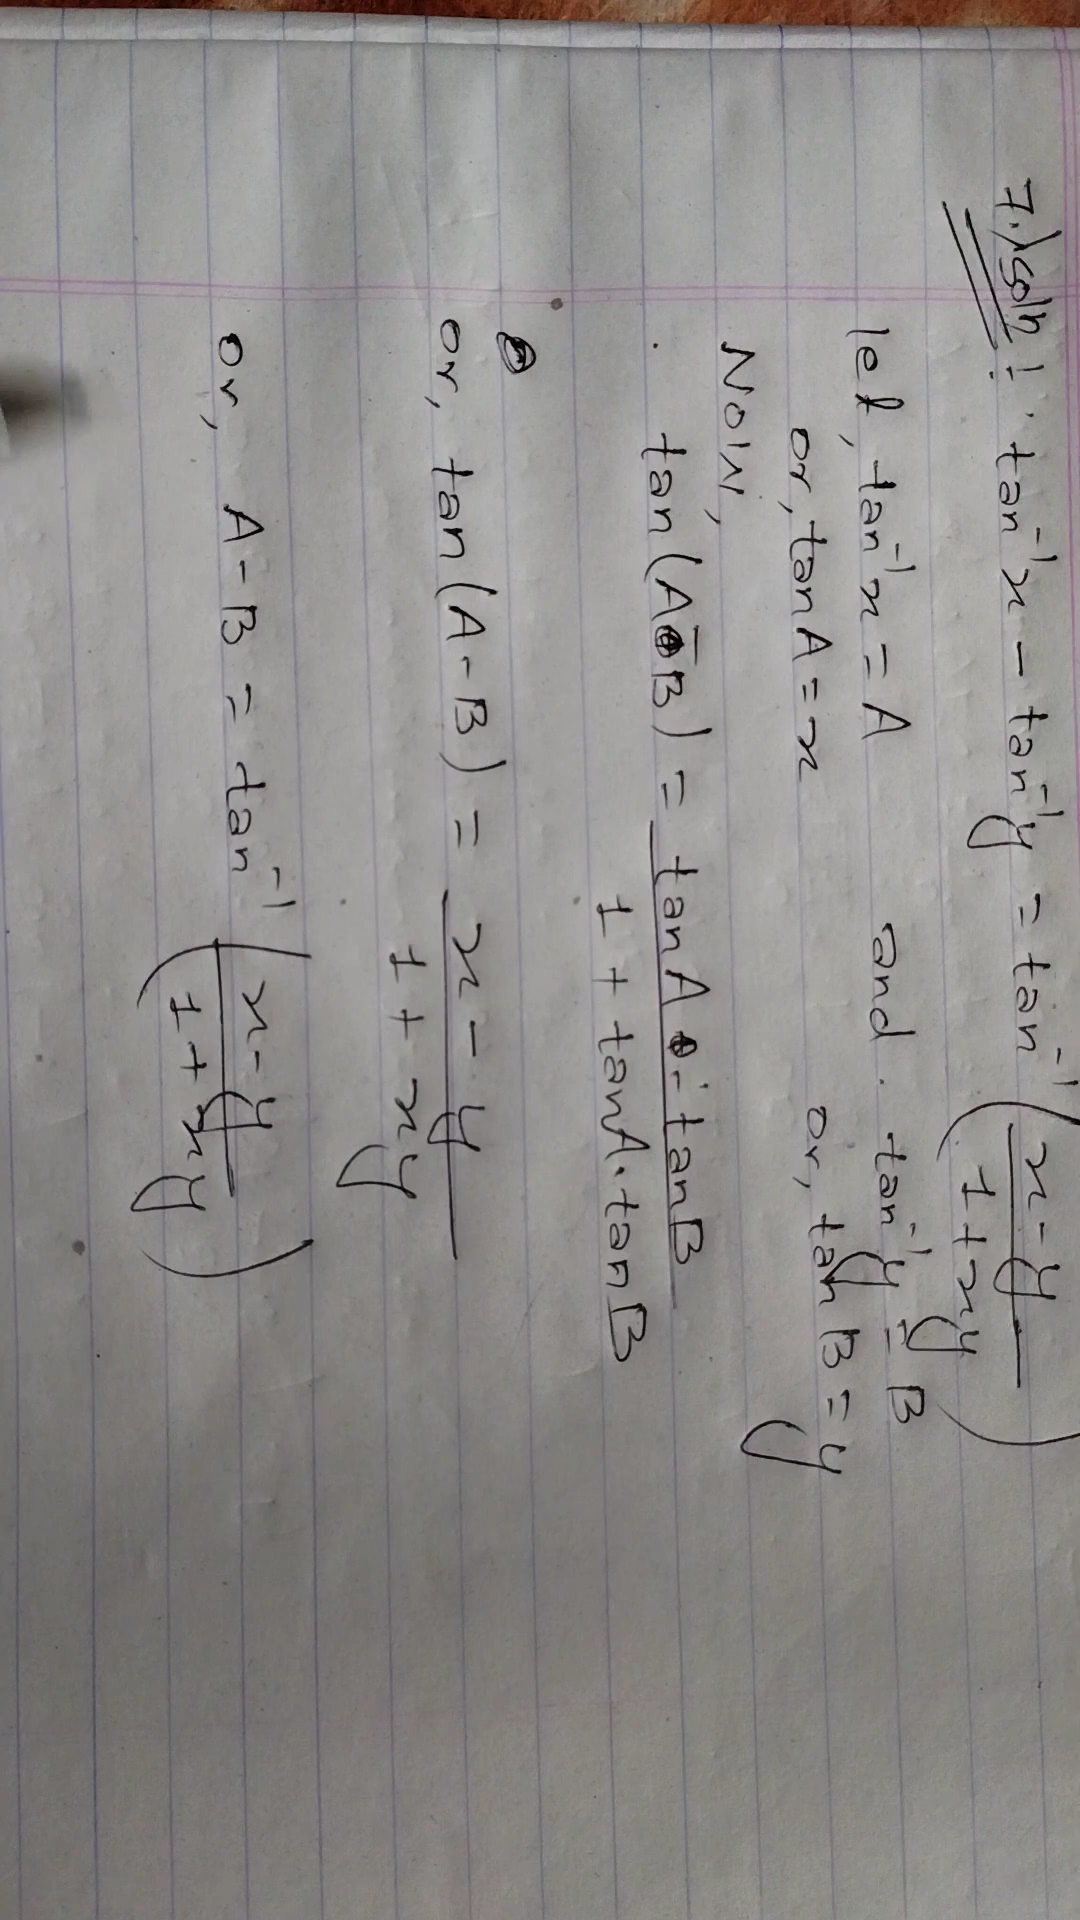 7.) soln : tan⁻¹x − tan⁻¹y = tan⁻¹ (x−y / 1+xy)
let, tan⁻¹x = A and . tan⁻¹y = B
or, tan A = x or, tan B = y
Now,
tan(A−B) = tanA − tanB / 1 + tanA.tanB
or, tan(A−B) = x−y / 1 + xy
or, A−B = tan⁻¹ (x−y / 1+xy)